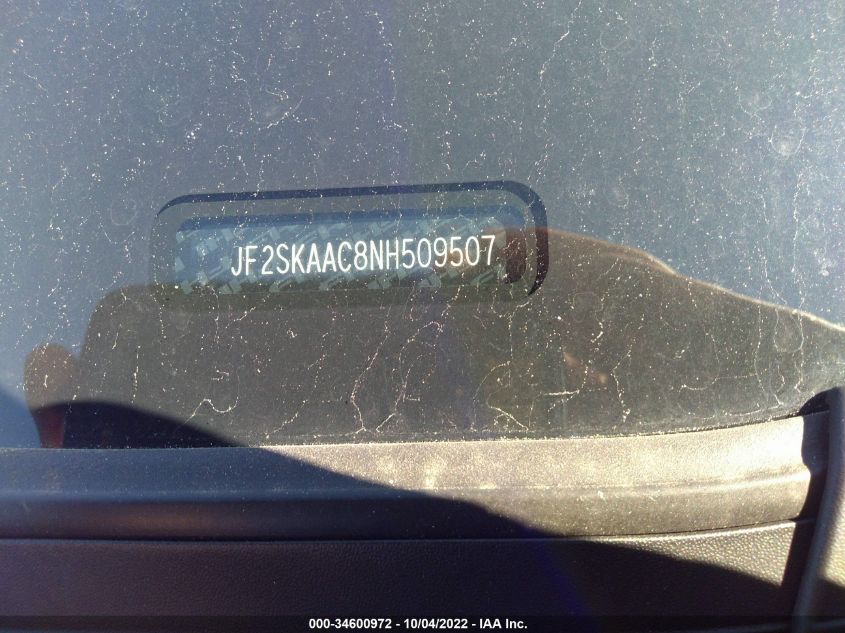 JF2SKAAC8NH509507
000-34600972 - 10/04/2022 - IAA Inc.